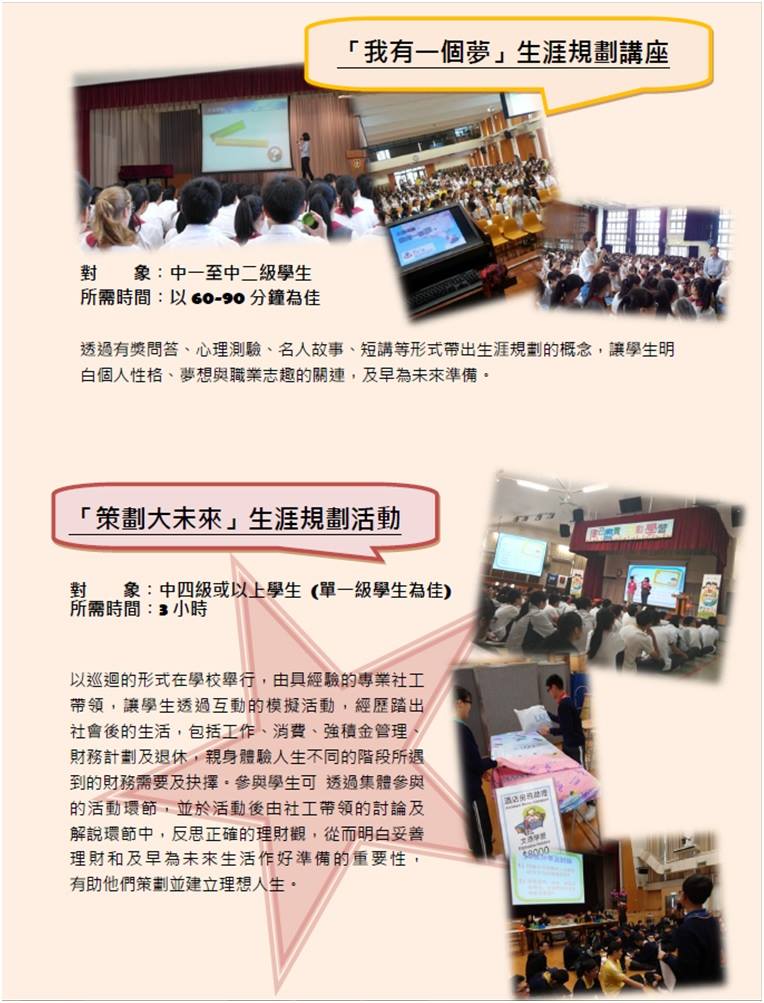 「我有一個夢」生涯規劃講座
對　　象：中一至中二級學生
所需時間：以 60-90 分鐘為佳
透過有獎問答、心理測驗、名人故事、短講等形式帶出生涯規劃的概念，讓學生明
白個人性格、夢想與職業志趣的關連，及早為未來準備。
「策劃大未來」生涯規劃活動
對　　象：中四級或以上學生 (單一級學生為佳)
所需時間：3 小時
以巡迴的形式在學校舉行，由具經驗的專業社工
帶領，讓學生透過互動的模擬活動，經歷踏出
社會後的生活，包括工作、消費、強積金管理、
財務計劃及退休，親身體驗人生不同的階段所遇
到的財務需要及抉擇。參與學生可 透過集體參與
的活動環節，並於活動後由社工帶領的討論及
解說環節中，反思正確的理財觀，從而明白妥善
理財和及早為未來生活作好準備的重要性，
有助他們策劃並建立理想人生。
酒店房務助理
文憑學歷
$8000